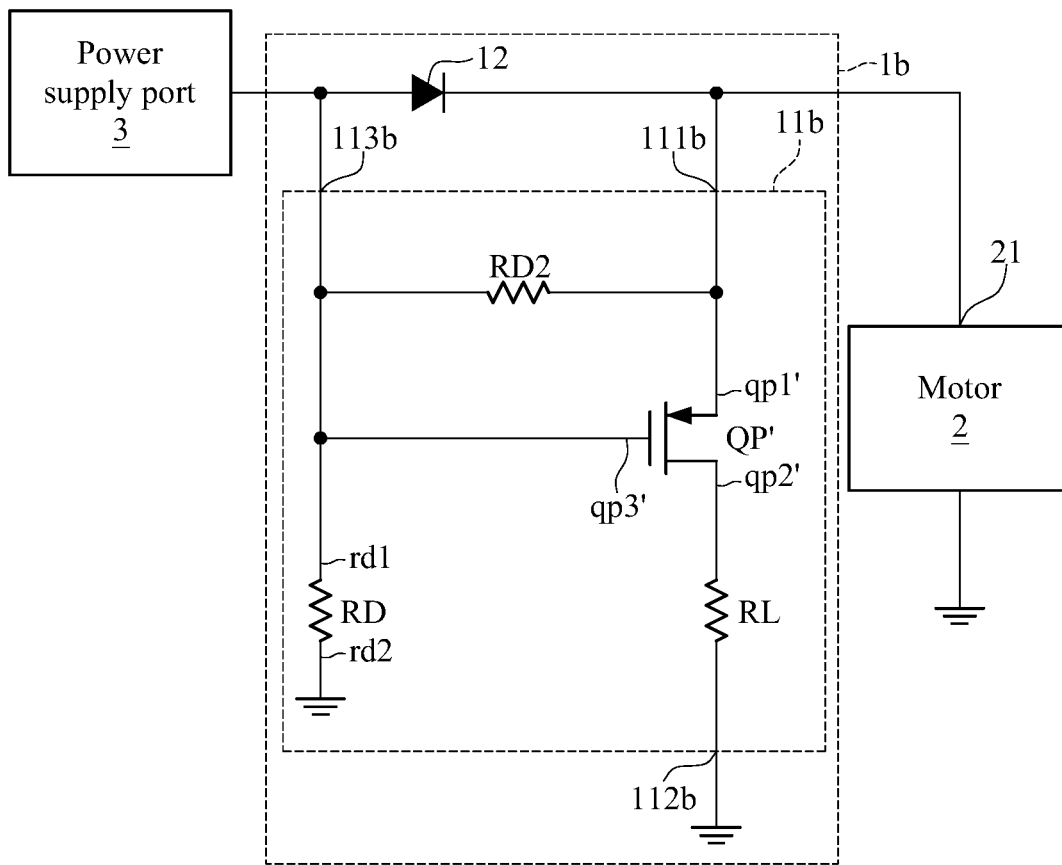 Power
supply port
3
12
1b
113b
111b
11b
RD2
21
qp1'
Motor
2
QP'
qp2'
qp3'
rd1
RD
RL
rd2
112b